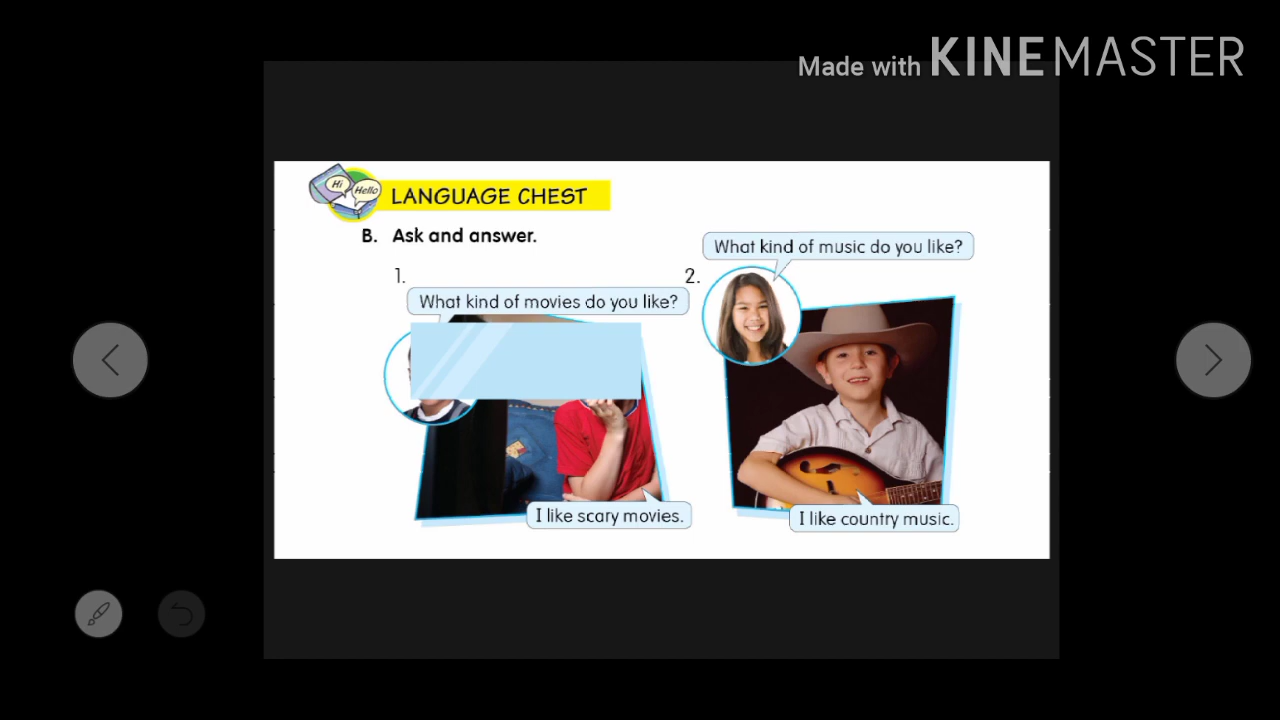 Made with KINEMASTER
Hi
Hello
LANGUAGE CHEST
B. Ask and answer.
1.
What kind of movies do you like?
I like scary movies.
2.
What kind of music do you like?
I like country music.